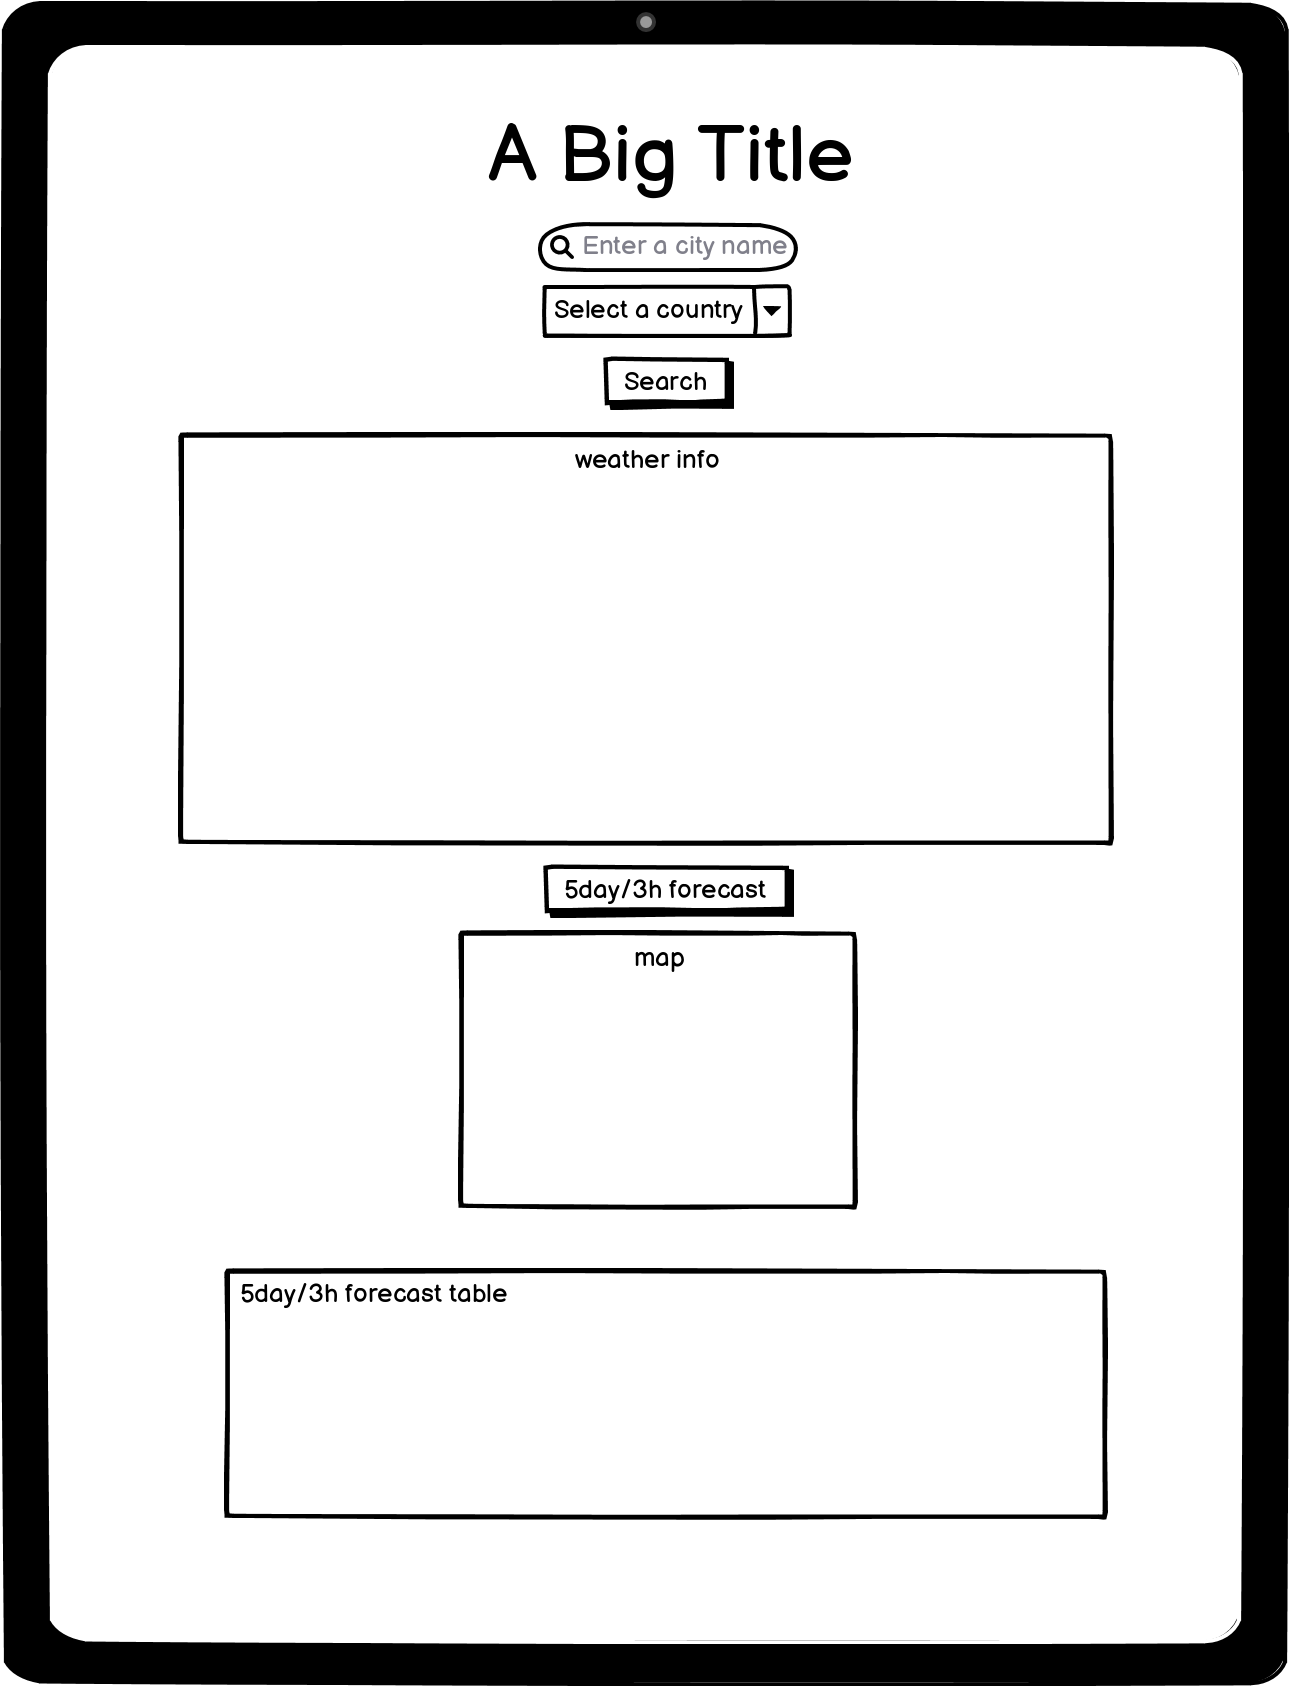 A Big Title
Enter a city name
Select a country
Search
weather info
5day/3h forecast
map
5day/3h forecast table